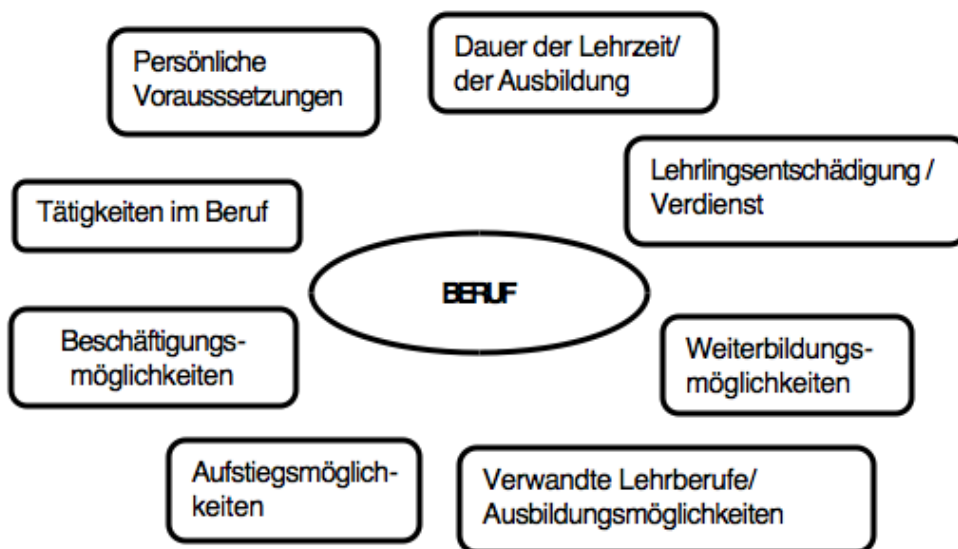 Persönliche
Vorausssetzungen
Dauer der Lehrzeit/
der Ausbildung
Lehrlingsentschädigung /
Verdienst
Tätigkeiten im Beruf
BERUF
Beschäftigungs-
möglichkeiten
Weiterbildungs-
möglichkeiten
Aufstiegsmöglich-
keiten
Verwandte Lehrberufe/
Ausbildungsmöglichkeiten